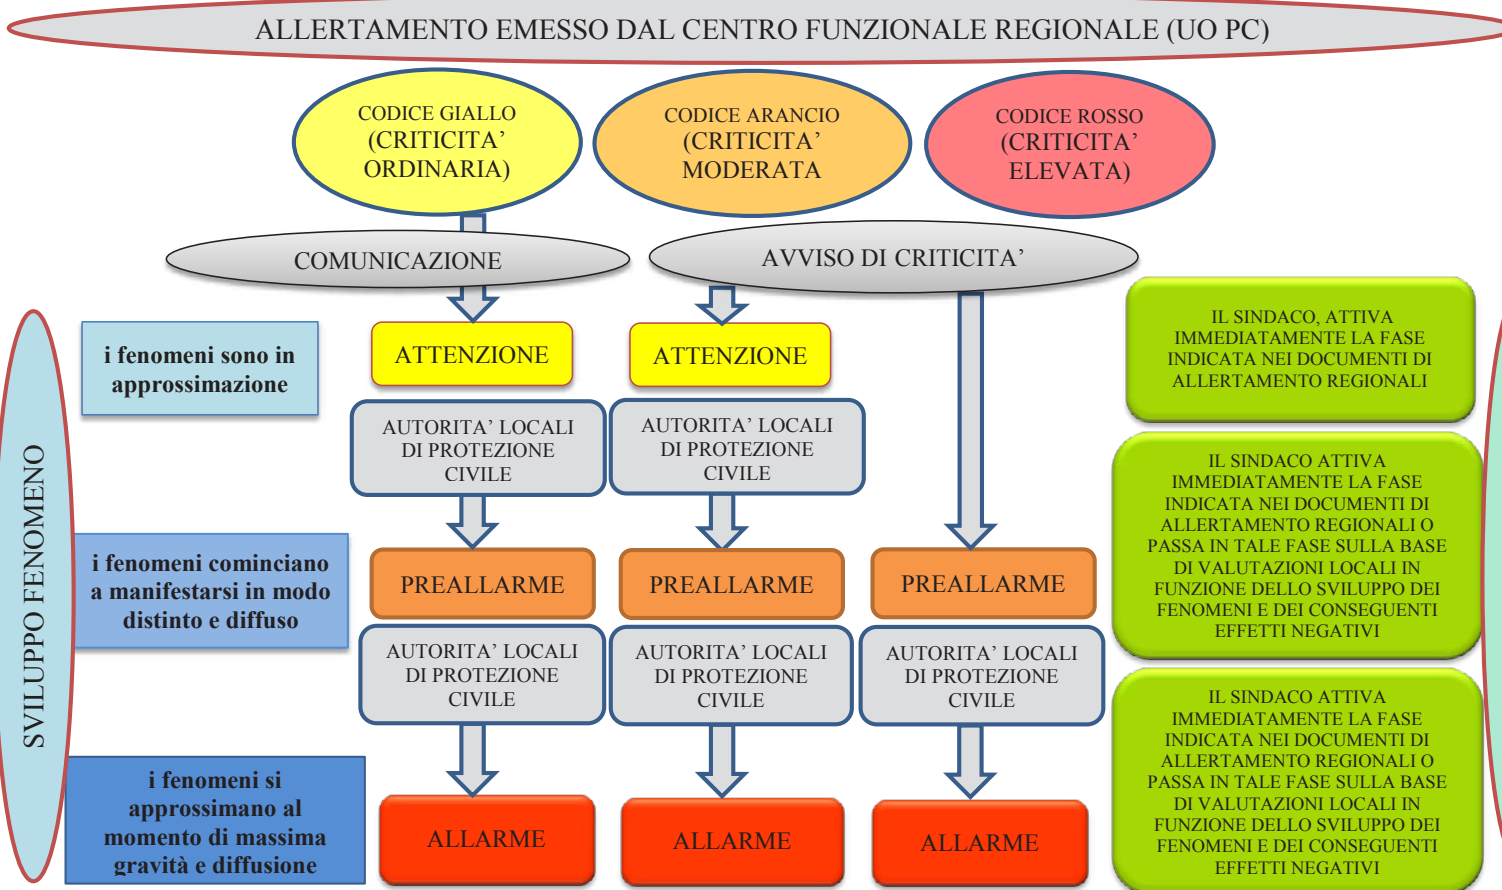 ALLERTAMENTO EMESSO DAL CENTRO FUNZIONALE REGIONALE (UO PC)
CODICE GIALLO
(CRITICITA’
ORDINARIA)
CODICE ARANCIO
(CRITICITA’
MODERATA
CODICE ROSSO
(CRITICITA’
ELEVATA)
COMUNICAZIONE
AVVISO DI CRITICITA’
SVILUPPO FENOMENO
i fenomeni sono in
approssimazione
ATTENZIONE
ATTENZIONE
IL SINDACO, ATTIVA
IMMEDIATAMENTE LA FASE
INDICATA NEI DOCUMENTI DI
ALLERTAMENTO REGIONALI
AUTORITA’ LOCALI
DI PROTEZIONE
CIVILE
AUTORITA’ LOCALI
DI PROTEZIONE
CIVILE
i fenomeni cominciano
a manifestarsi in modo
distinto e diffuso
PREALLARME
PREALLARME
PREALLARME
IL SINDACO ATTIVA
IMMEDIATAMENTE LA FASE
INDICATA NEI DOCUMENTI DI
ALLERTAMENTO REGIONALI O
PASSA IN TALE FASE SULLA BASE
DI VALUTAZIONI LOCALI IN
FUNZIONE DELLO SVILUPPO DEI
FENOMENI E DEI CONSEGUENTI
EFFETTI NEGATIVI
AUTORITA’ LOCALI
DI PROTEZIONE
CIVILE
AUTORITA’ LOCALI
DI PROTEZIONE
CIVILE
AUTORITA’ LOCALI
DI PROTEZIONE
CIVILE
i fenomeni si
approssimano al
momento di massima
gravità e diffusione
ALLARME
ALLARME
ALLARME
IL SINDACO ATTIVA
IMMEDIATAMENTE LA FASE
INDICATA NEI DOCUMENTI DI
ALLERTAMENTO REGIONALI O
PASSA IN TALE FASE SULLA BASE
DI VALUTAZIONI LOCALI IN
FUNZIONE DELLO SVILUPPO DEI
FENOMENI E DEI CONSEGUENTI
EFFETTI NEGATIVI